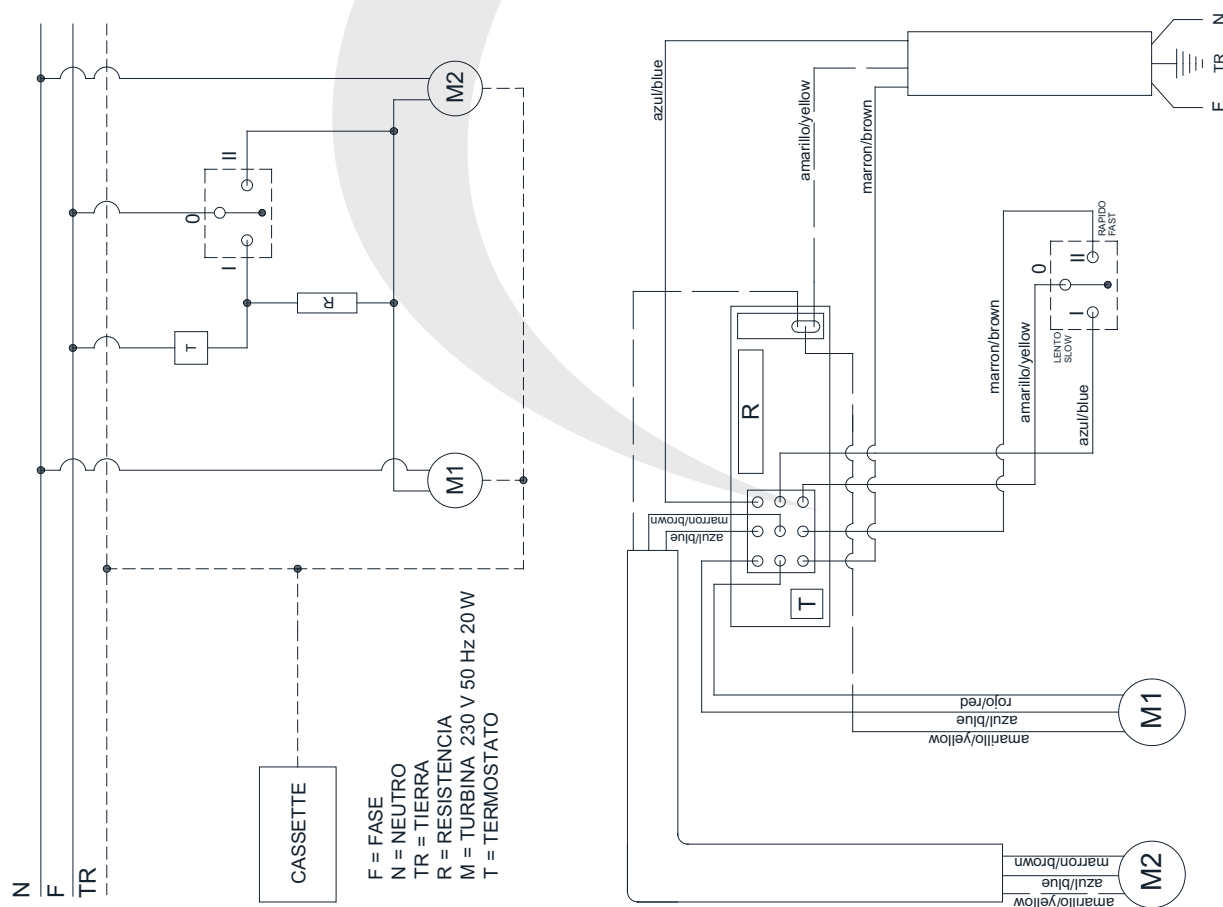 N
F
TR
CASSETTE
F = FASE
N = NEUTRO
TR = TIERRA
R = RESISTENCIA
M = TURBINA 230 V 50 Hz 20 W
T = TERMOSTATO
T
R
I
0
II
M1
M2
azul/blue
amarillo/yellow
marron/brown
N
TR
F
R
T
marron/brown
azul/blue
marron/brown
amarillo/yellow
azul/blue
LENTO
SLOW
I
0
II
RAPIDO
FAST
rojo/red
azul/blue
amarillo/yellow
M1
marron/brown
azul/blue
amarillo/yellow
M2